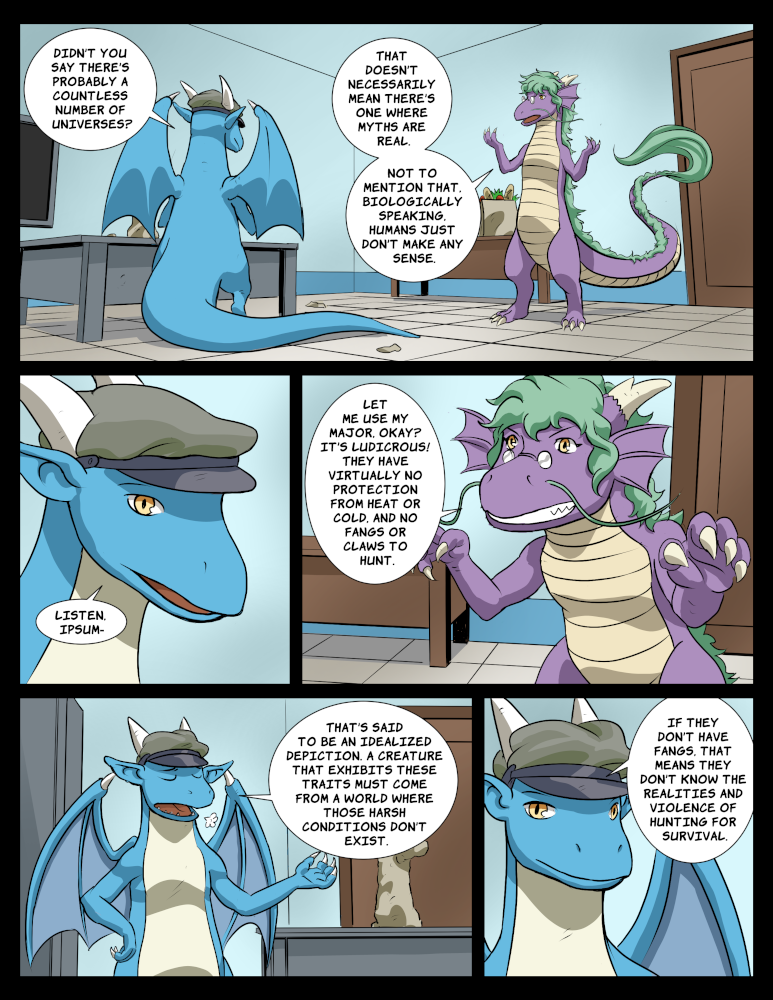 DIDN'T YOU
SAY THERE'S
PROBABLY A
COUNTLESS
NUMBER OF
UNIVERSES?
THAT
DOESN'T
NECESSARILY
MEAN THERE'S
ONE WHERE
MYTHS ARE
REAL.
NOT TO
MENTION THAT,
BIOLOGICALLY
SPEAKING,
HUMANS JUST
DON'T MAKE ANY
SENSE.
LISTEN,
IPSUM-
LET
ME USE MY
MAJOR, OKAY?
IT'S LUDICROUS!
THEY HAVE
VIRTUALLY NO
PROTECTION
FROM HEAT OR
COLD, AND NO
FANGS OR
CLAWS TO
HUNT.
THAT'S SAID
TO BE AN IDEALIZED
DEPICTION. A CREATURE
THAT EXHIBITS THESE
TRAITS MUST COME
FROM A WORLD WHERE
THOSE HARSH
CONDITIONS DON'T
EXIST.
IF THEY
DON'T HAVE
FANGS, THAT
MEANS THEY
DON'T KNOW THE
REALITIES AND
VIOLENCE OF
HUNTING FOR
SURVIVAL.